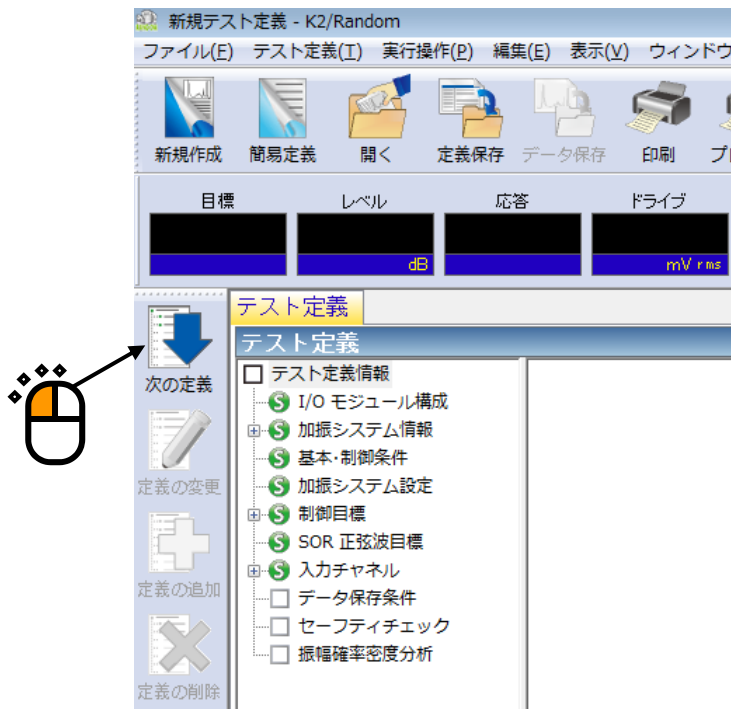 新規テスト定義 - K2/Random
ファイル(F) テスト定義(T) 実行操作(P) 編集(E) 表示(V) ウィンドウ
新規作成 簡易定義 開く 定義保存 データ保存 印刷 プ
目標 レベル 応答 ドライブ
dB mV rms
テスト定義
テスト定義
次の定義
定義の変更
定義の追加
定義の削除
テスト定義情報
S I/O モジュール構成
S 加振システム情報
S 基本・制御条件
S 加振システム設定
S 制御目標
S SOR 正弦波目標
S 入力チャネル
データ保存条件
セーフティチェック
振幅確率密度分析